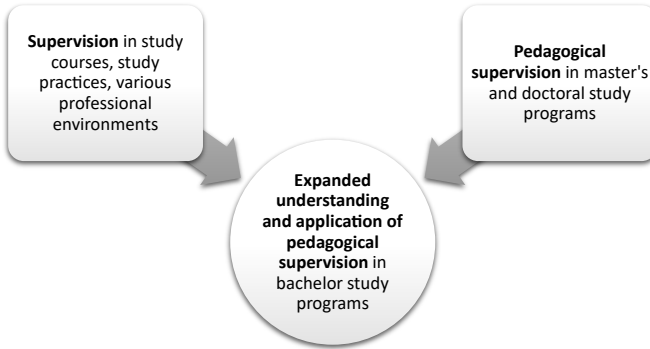 Supervision in study
courses, study
practices, various
professional
environments
Pedagogical
supervision in master's
and doctoral study
programs
Expanded
understanding
and application of
pedagogical
supervision in
bachelor study
programs